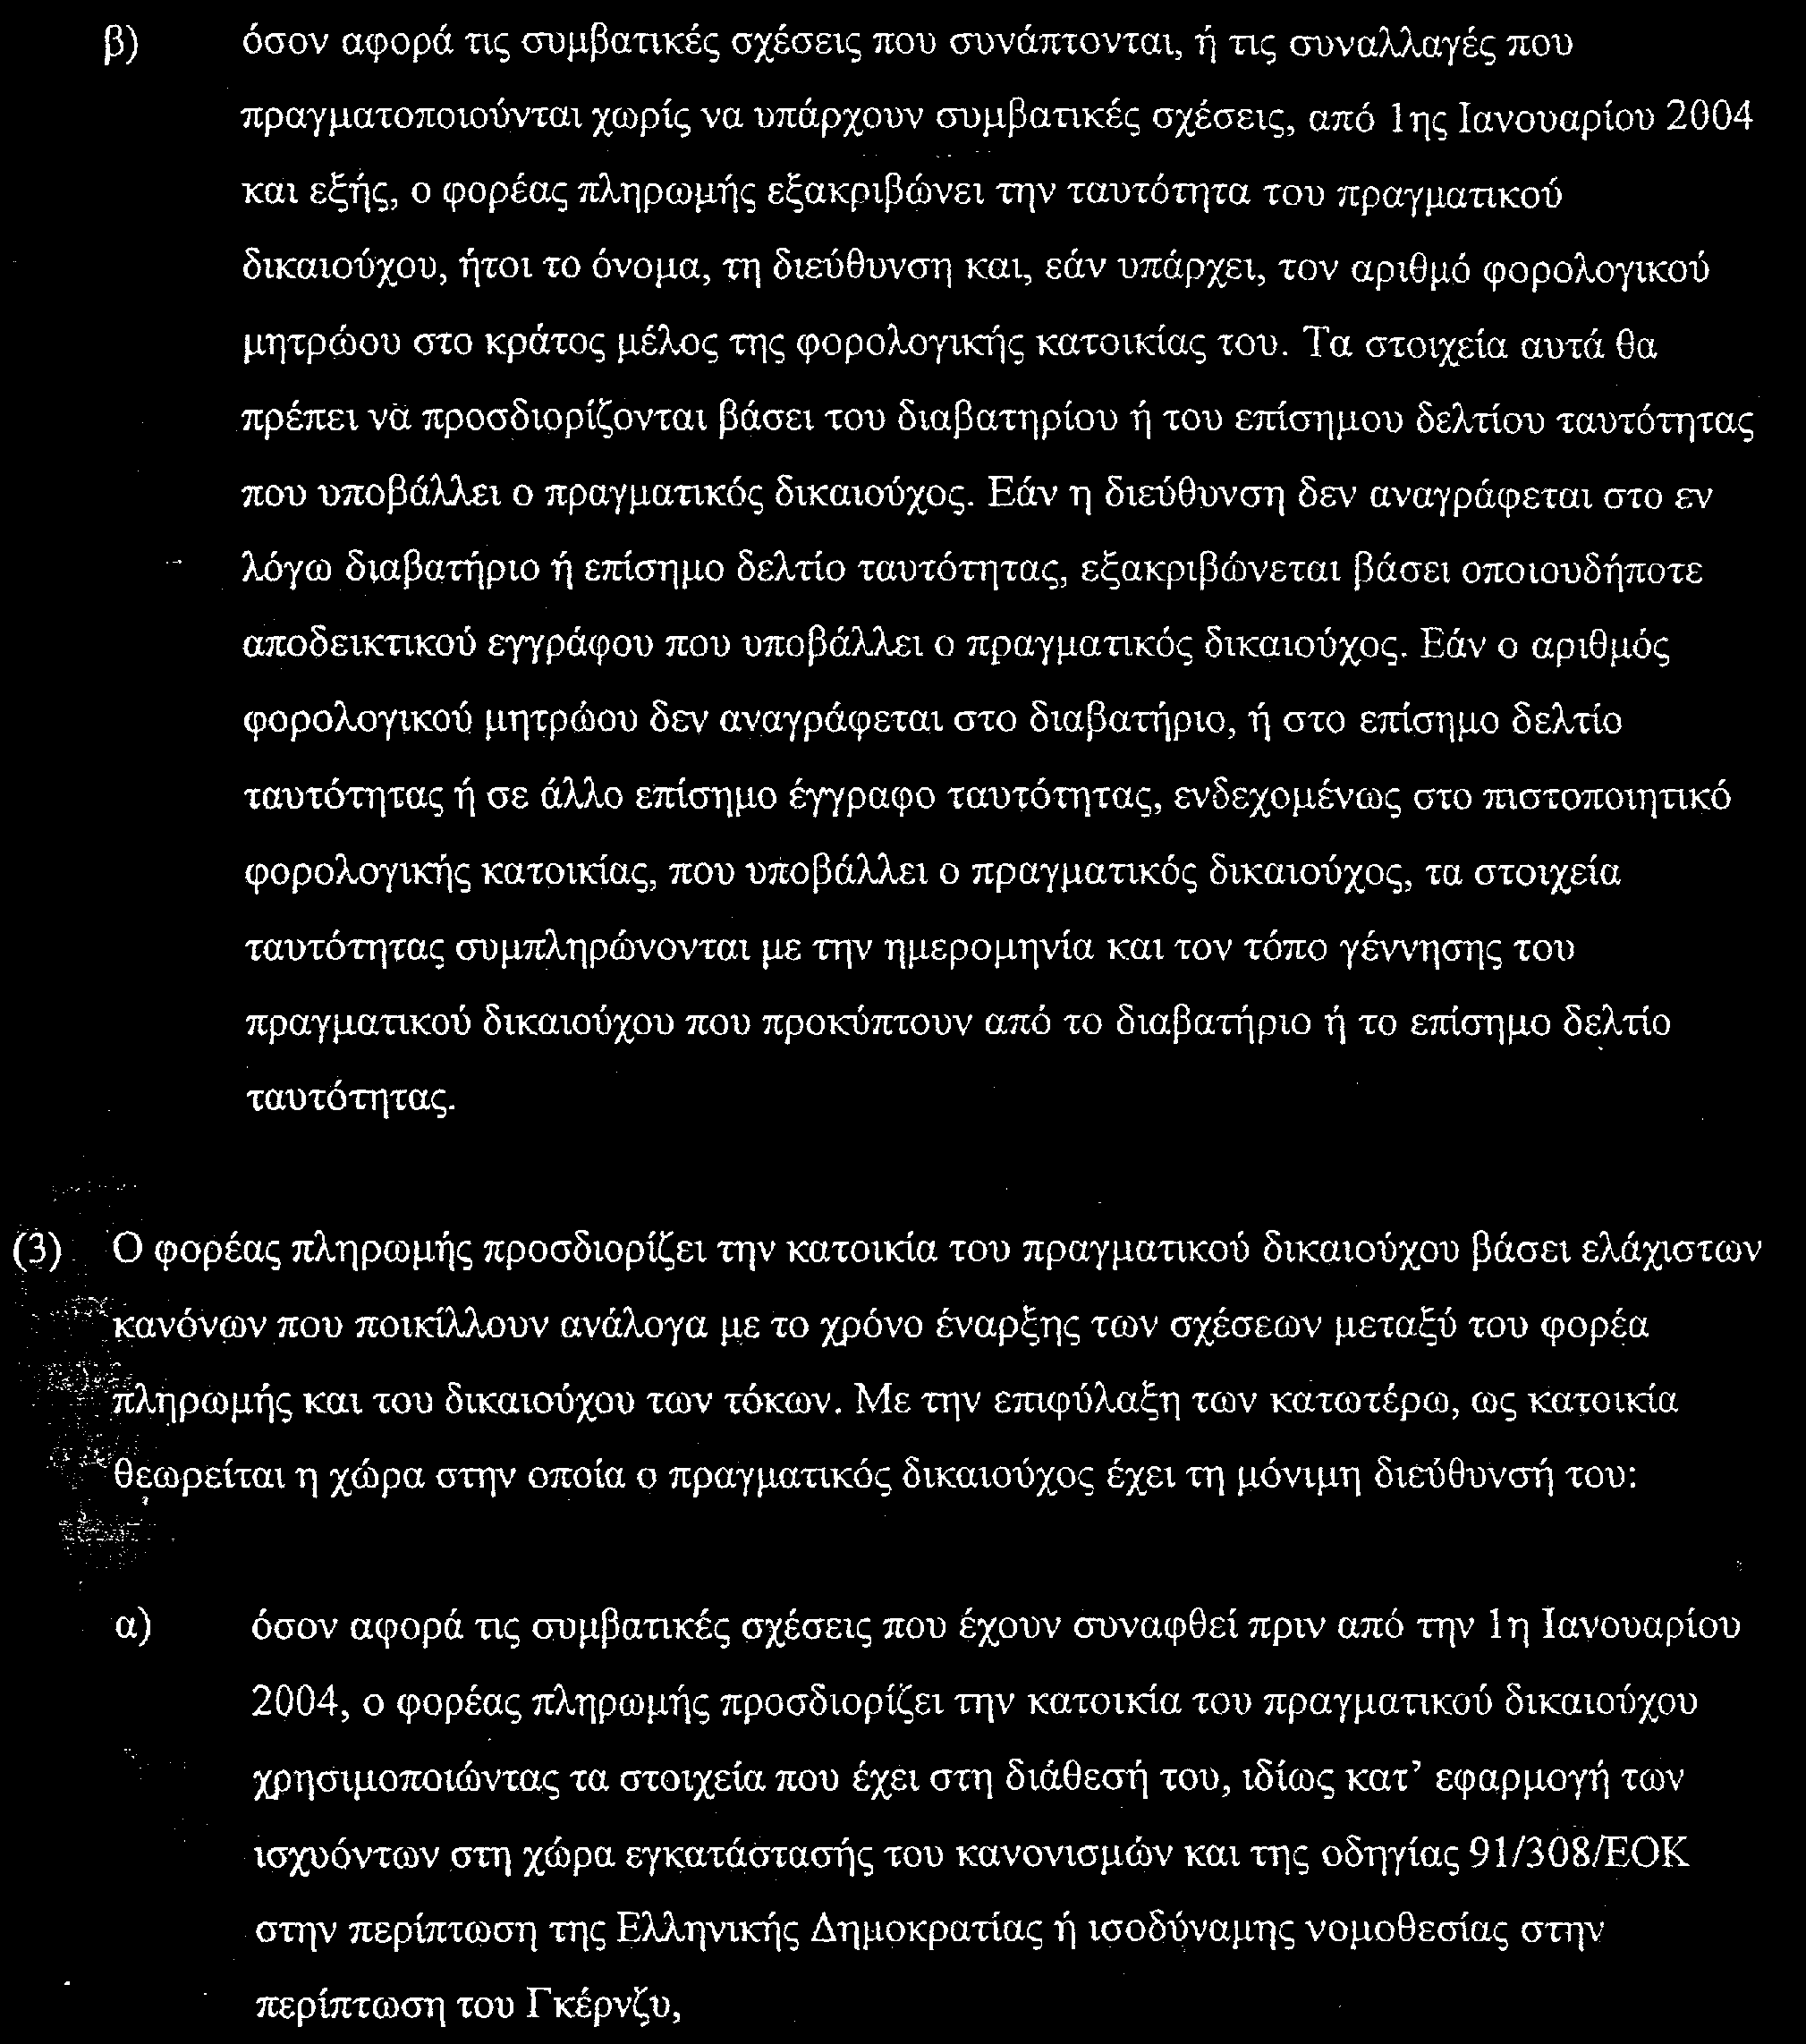 β) όσον αφορά τις συμβατικές σχέσεις που συνάπτονται, ή τις συναλλαγές που
πραγματοποιούνται χωρίς να υπάρχουν συμβατικές σχέσεις, από 1ης Ιανουαρίου 2004
και εξής, ο φορέας πληρωμής εξακριβώνει την ταυτότητα του πραγματικού
δικαιούχου, ήτοι το όνομα, τη διεύθυνση και, εάν υπάρχει, τον αριθμό φορολογικού
μητρώου στο κράτος μέλος της φορολογικής κατοικίας του. Τα στοιχεία αυτά θα
πρέπει να προσδιορίζονται βάσει του διαβατηρίου ή του επίσημου δελτίου ταυτότητας
που υποβάλλει ο πραγματικός δικαιούχος. Εάν η διεύθυνση δεν αναγράφεται στο εν
λόγω διαβατήριο ή επίσημο δελτίο ταυτότητας, εξακριβώνεται βάσει οποιουδήποτε
αποδεικτικού εγγράφου που υποβάλλει ο πραγματικός δικαιούχος. Εάν ο αριθμός
φορολογικού μητρώου δεν αναγράφεται στο διαβατήριο, ή στο επίσημο δελτίο
ταυτότητας ή σε άλλο επίσημο έγγραφο ταυτότητας, ενδεχομένως στο πιστοποιητικό
φορολογικής κατοικίας, που υποβάλλει ο πραγματικός δικαιούχος, τα στοιχεία
ταυτότητας συμπληρώνονται με την ημερομηνία και τον τόπο γέννησης του
πραγματικού δικαιούχου που προκύπτουν από το διαβατήριο ή το επίσημο δελτίο
ταυτότητας.
(3) Ο φορέας πληρωμής προσδιορίζει την κατοικία του πραγματικού δικαιούχου βάσει ελάχιστων
κανόνων που ποικίλλουν ανάλογα με το χρόνο έναρξης των σχέσεων μεταξύ του φορέα
πληρωμής και του δικαιούχου των τόκων. Με την επιφύλαξη των κατωτέρω, ως κατοικία
θεωρείται η χώρα στην οποία ο πραγματικός δικαιούχος έχει τη μόνιμη διεύθυνσή του:
α) όσον αφορά τις συμβατικές σχέσεις που έχουν συναφθεί πριν από την 1η Ιανουαρίου
2004, ο φορέας πληρωμής προσδιορίζει την κατοικία του πραγματικού δικαιούχου
χρησιμοποιώντας τα στοιχεία που έχει στη διάθεσή του, ιδίως κατ’ εφαρμογή των
ισχυόντων στη χώρα εγκατάστασής του κανονισμών και της οδηγίας 91/308/ΕΟΚ
στην περίπτωση της Ελληνικής Δημοκρατίας ή ισοδύναμης νομοθεσίας στην
περίπτωση του Γκέρνζυ,